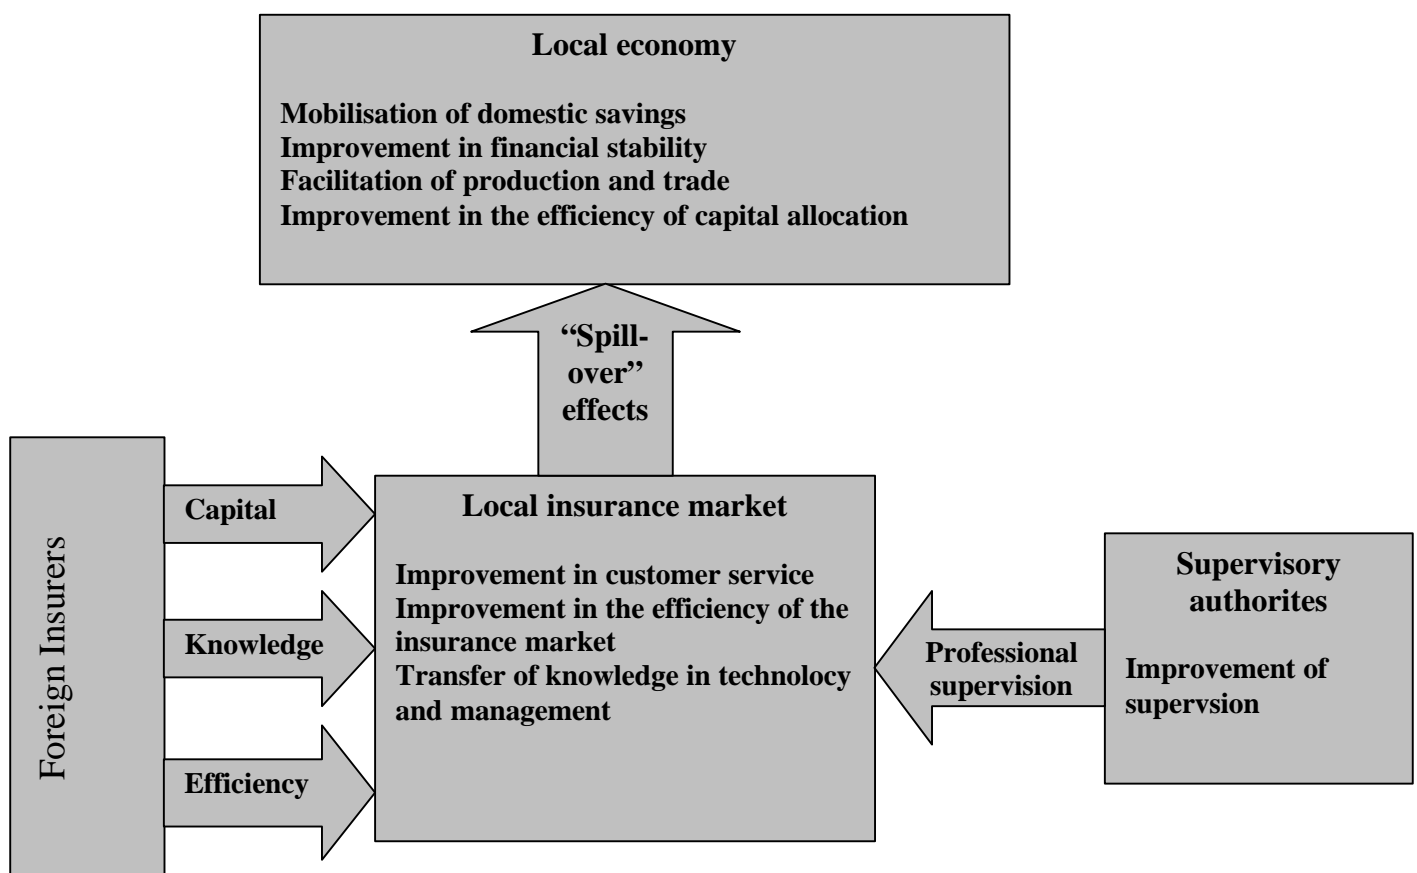 Local economy
Mobilisation of domestic savings
Improvement in financial stability
Facilitation of production and trade
Improvement in the efficiency of capital allocation
“Spill-
over”
effects
Foreign Insurers
Capital
Knowledge
Efficiency
Local insurance market
Improvement in customer service
Improvement in the efficiency of the
insurance market
Transfer of knowledge in technolocy
and management
Professional
supervision
Supervisory
authorites
Improvement of
supervsion